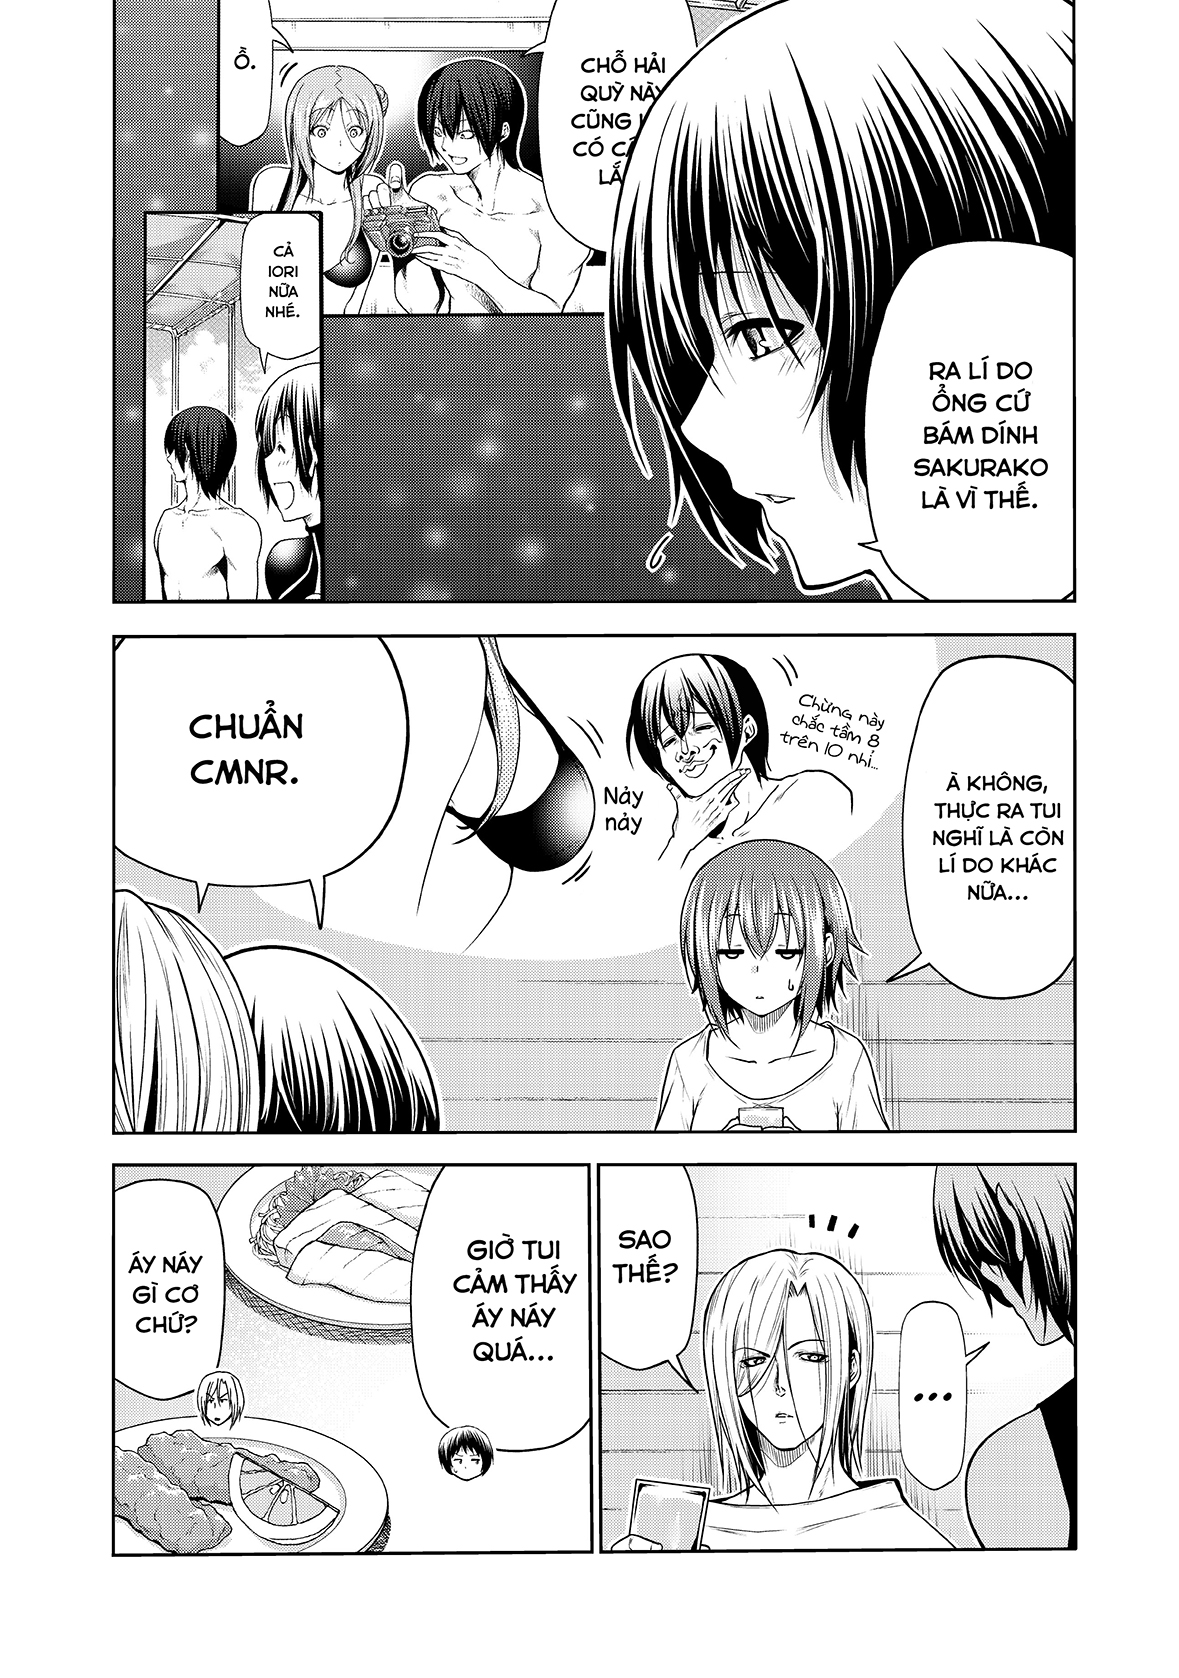 RA LÍ DO
ỔNG CỨ
BÁM DÍNH
SAKURAKO
LÀ VÌ THẾ.
CHỖ HẢI
QUỲ NÀY
CŨNG
CÓ
Ồ.
CẢ
IORI
NỮA
NHÉ.
À KHÔNG,
THỰC RA TUI
NGHĨ LÀ CÒN
LÍ DO KHÁC
NỮA...
Chừng này
chắc tầm 8
trên 10 nhỉ...
Nảy
nảy
CHUẨN
CMNR.
...
SAO
THẾ?
GIỜ TUI
CẢM THẤY
ÁY NÁY
QUÁ...
ÁY NÁY
GÌ CƠ
CHỨ?